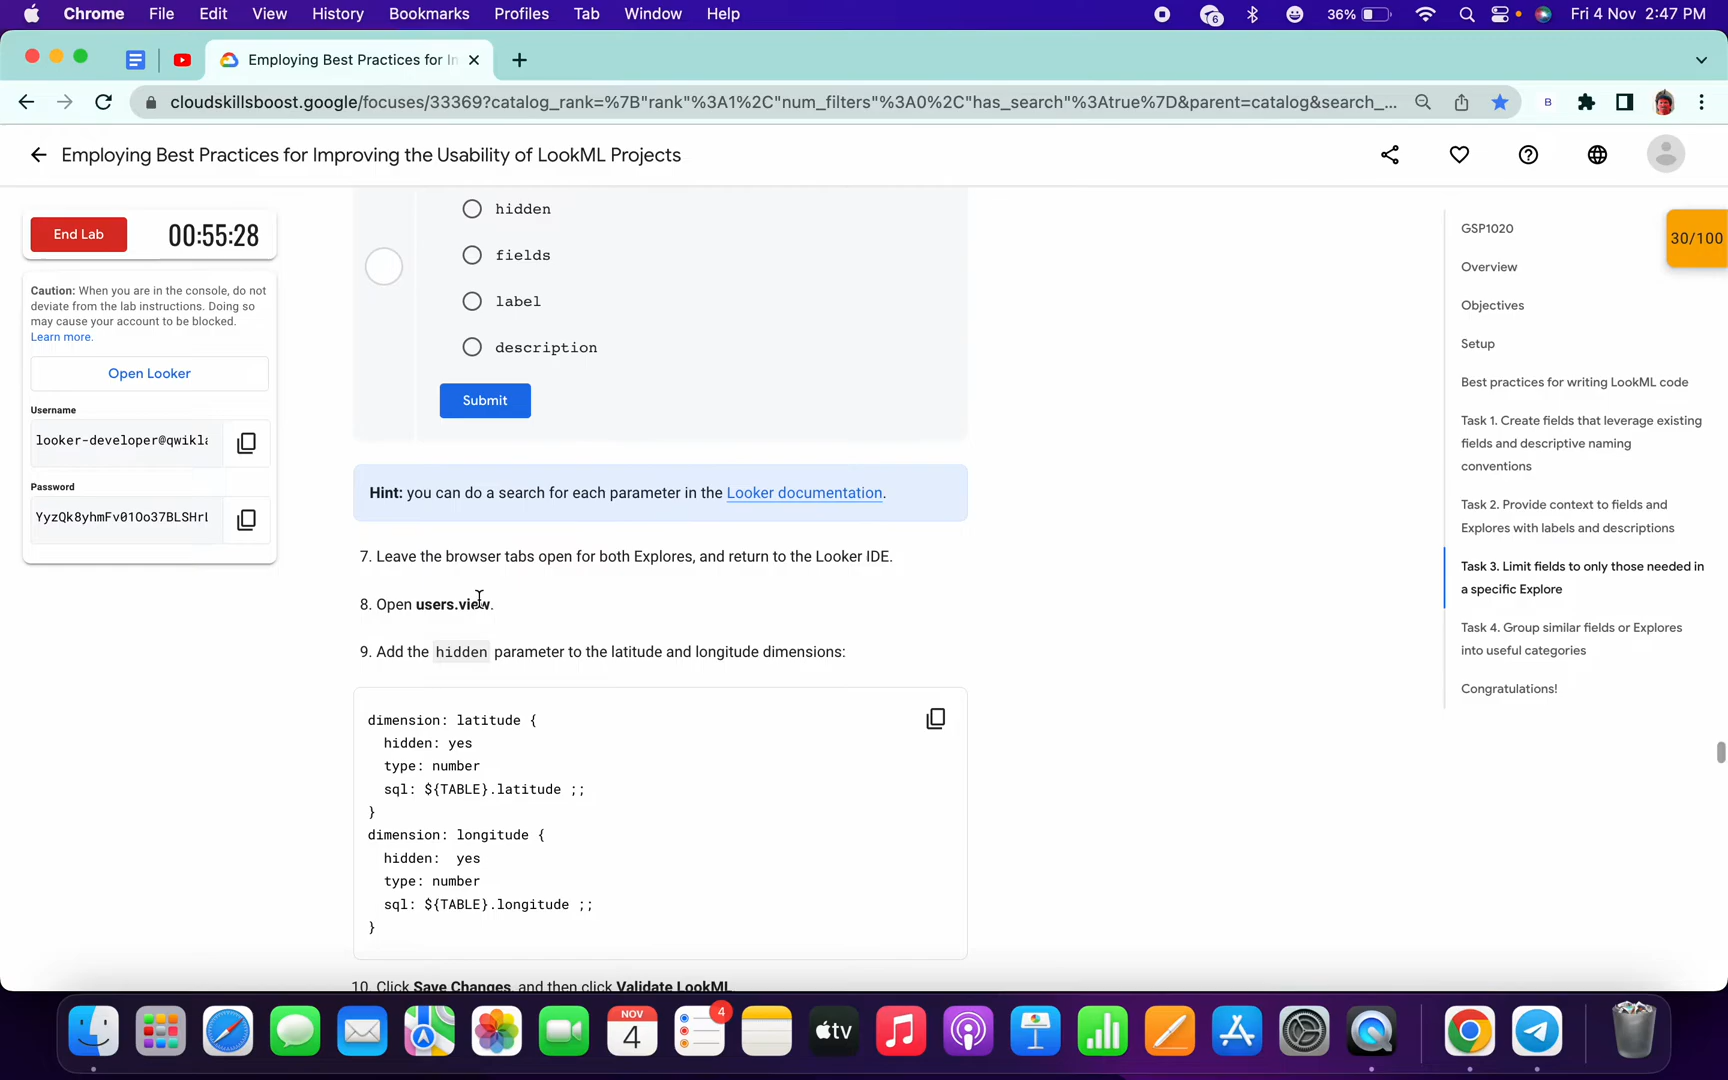 Chrome File Edit View History Bookmarks Profiles Tab Window Help 6 36% Fri 4 Nov 2:47 PM
Employing Best Practices for In
cloudskillsboost.google/focuses/33369?catalog_rank=%7B"rank"%3A1%2C"num_filters"%3A0%2C"has_search"%3Atrue%7D&parent=catalog&search_... B
Employing Best Practices for Improving the Usability of LookML Projects
End Lab 00:55:28
Caution: When you are in the console, do not
deviate from the lab instructions. Doing so
may cause your account to be blocked.
Learn more.
Open Looker
Username
looker-developer@qwikla
Password
YyzQk8yhmFv01Oo37BLSHrL
hidden
fields
label
description
Submit
Hint: you can do a search for each parameter in the Looker documentation.
7. Leave the browser tabs open for both Explores, and return to the Looker IDE.
8. Open users.view.
9. Add the hidden parameter to the latitude and longitude dimensions:
dimension: latitude {
hidden: yes
type: number
sql: ${TABLE}.latitude ;;
}
dimension: longitude {
hidden:  yes
type: number
sql: ${TABLE}.longitude ;;
}
10. Click Save Changes, and then click Validate LookML.
GSP1020
Overview
Objectives
Setup
Best practices for writing LookML code
Task 1. Create fields that leverage existing
fields and descriptive naming
conventions
Task 2. Provide context to fields and
Explores with labels and descriptions
Task 3. Limit fields to only those needed in
a specific Explore
Task 4. Group similar fields or Explores
into useful categories
Congratulations!
30/100
NOV
4
4
tv